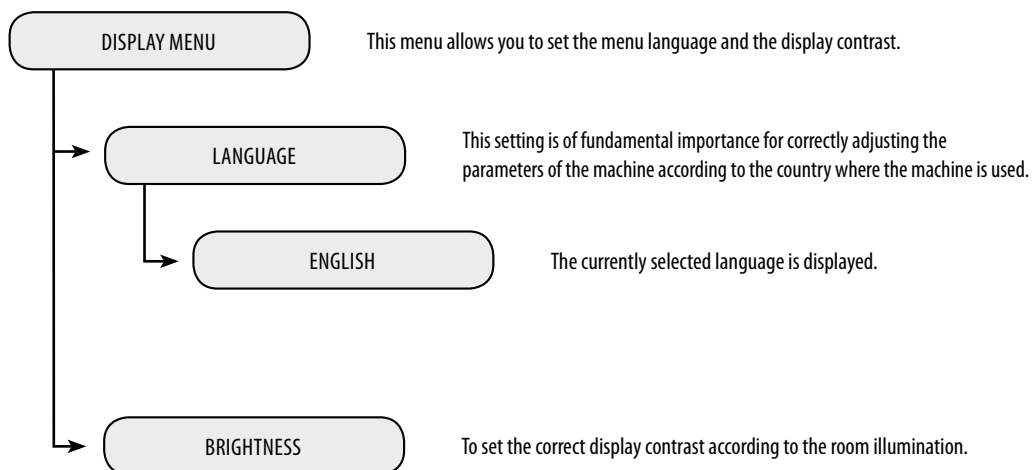 DISPLAY MENU
This menu allows you to set the menu language and the display contrast.
LANGUAGE
This setting is of fundamental importance for correctly adjusting the
parameters of the machine according to the country where the machine is used.
ENGLISH
The currently selected language is displayed.
BRIGHTNESS
To set the correct display contrast according to the room illumination.